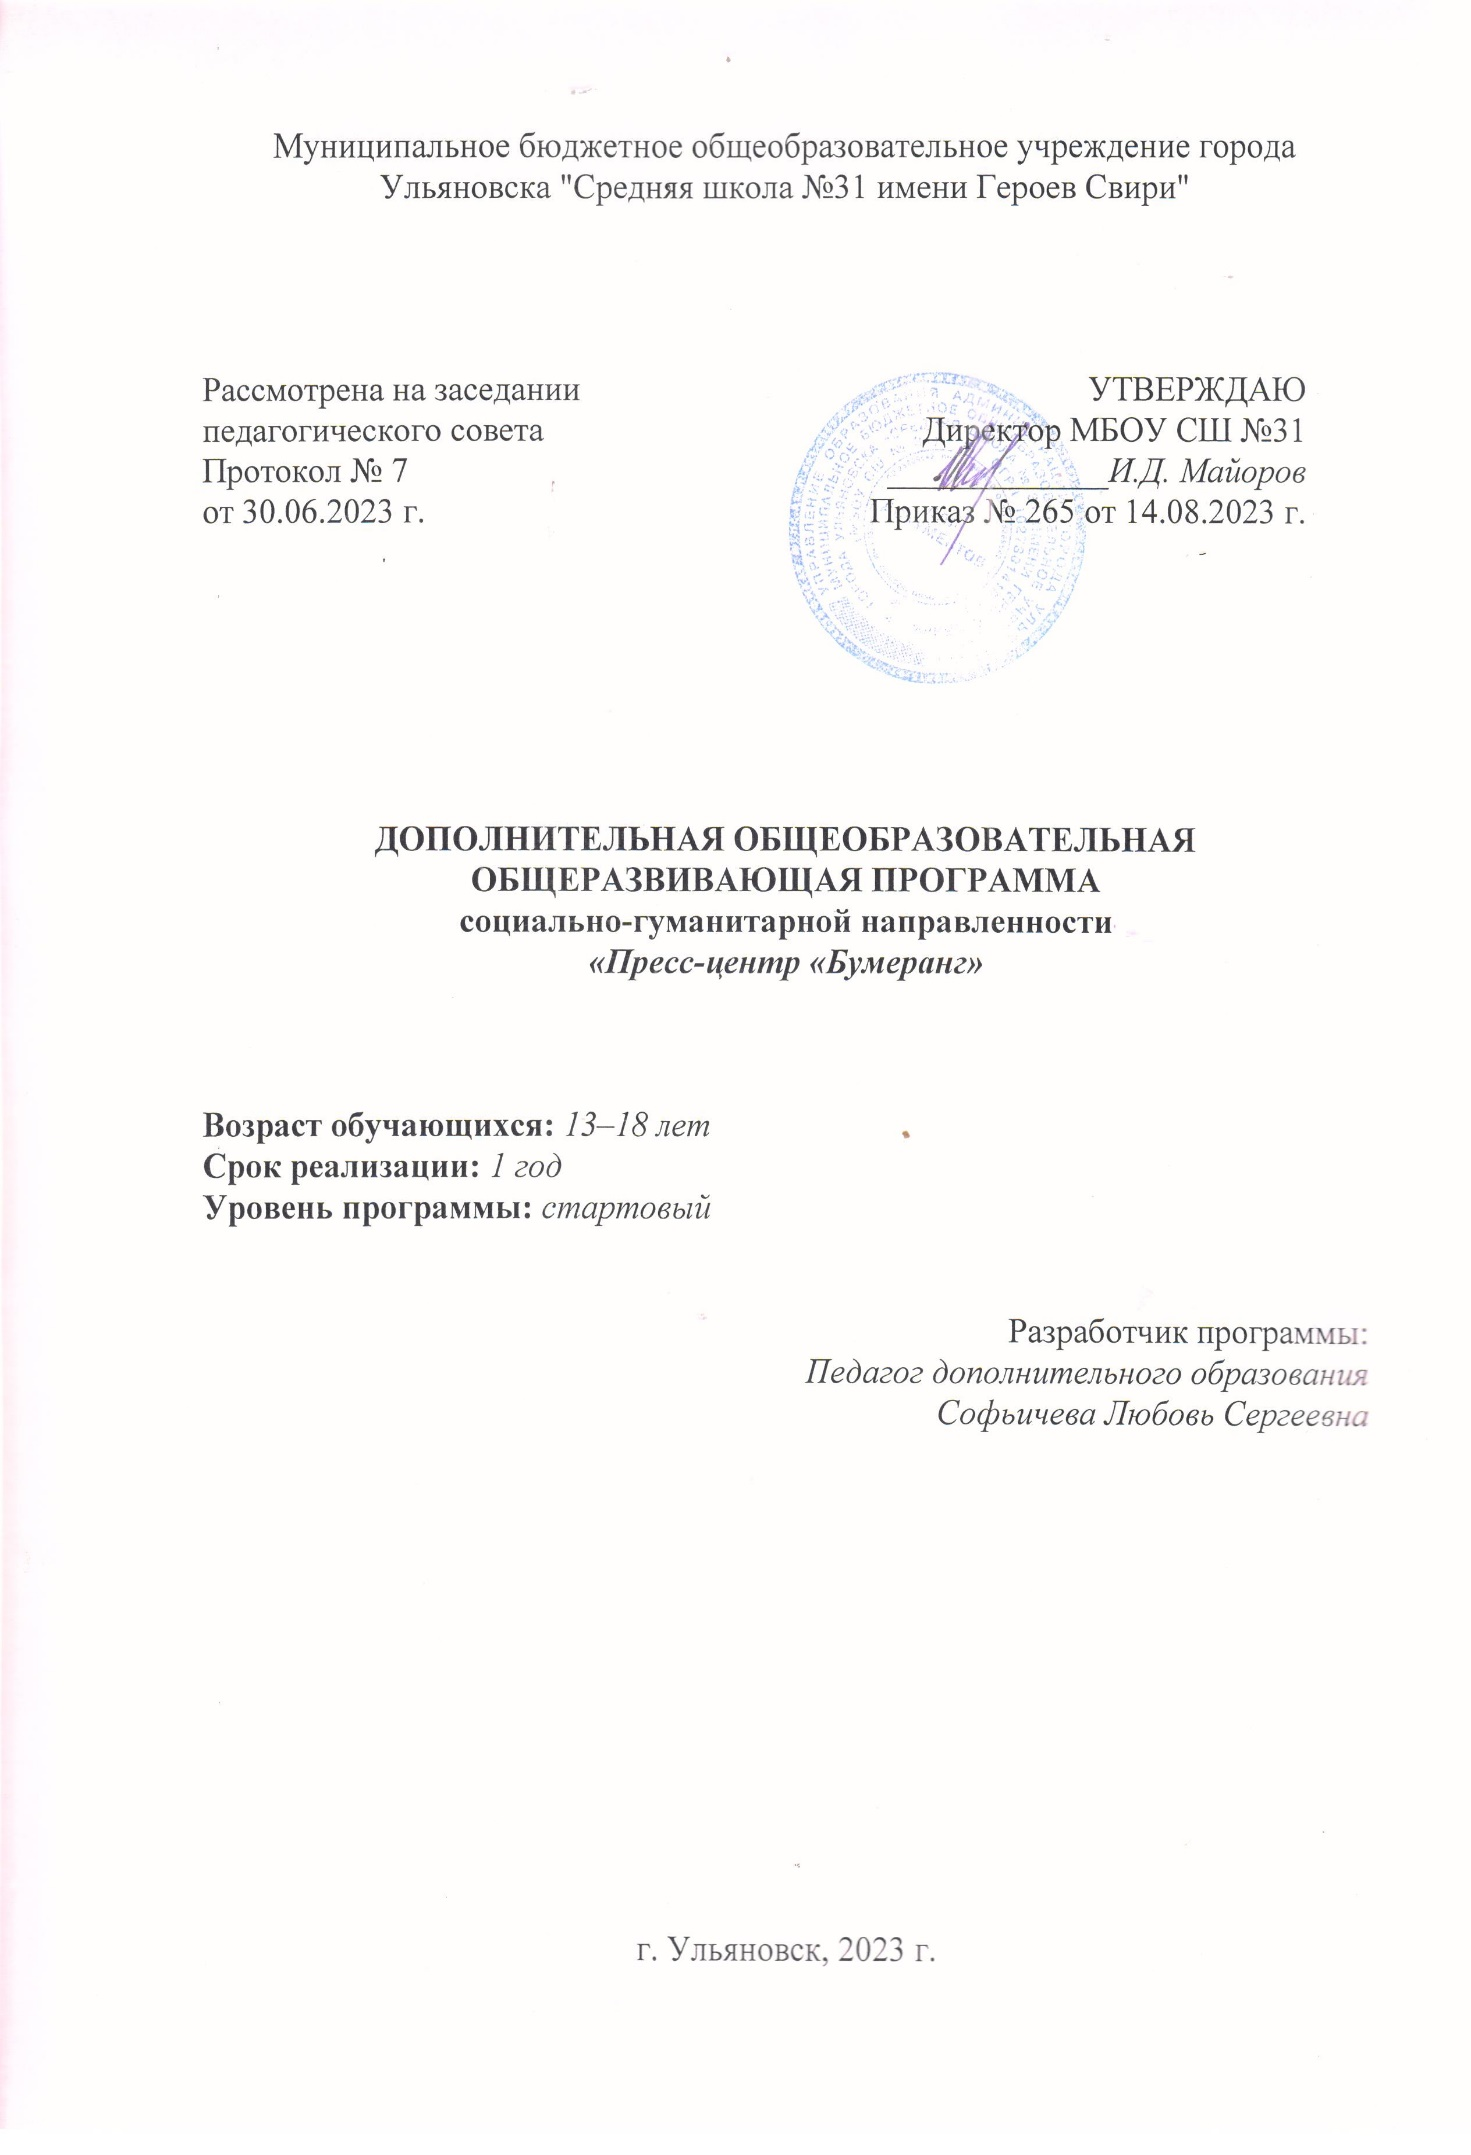 Муниципальное бюджетное общеобразовательное учреждение города
Ульяновска "Средняя школа №31 имени Героев Свири"
Рассмотрена на заседании
педагогического совета
Протокол № 7
от 30.06.2023 г.
УТВЕРЖДАЮ
Директор МБОУ СШ №31
_____________И.Д. Майоров
Приказ № 265 от 14.08.2023 г.
ДОПОЛНИТЕЛЬНАЯ ОБЩЕОБРАЗОВАТЕЛЬНАЯ
ОБЩЕРАЗВИВАЮЩАЯ ПРОГРАММА
социально-гуманитарной направленности
«Пресс-центр «Бумеранг»
Возраст обучающихся: 13–18 лет
Срок реализации: 1 год
Уровень программы: стартовый
Разработчик программы:
Педагог дополнительного образования
Софьичева Любовь Сергеевна
г. Ульяновск, 2023 г.